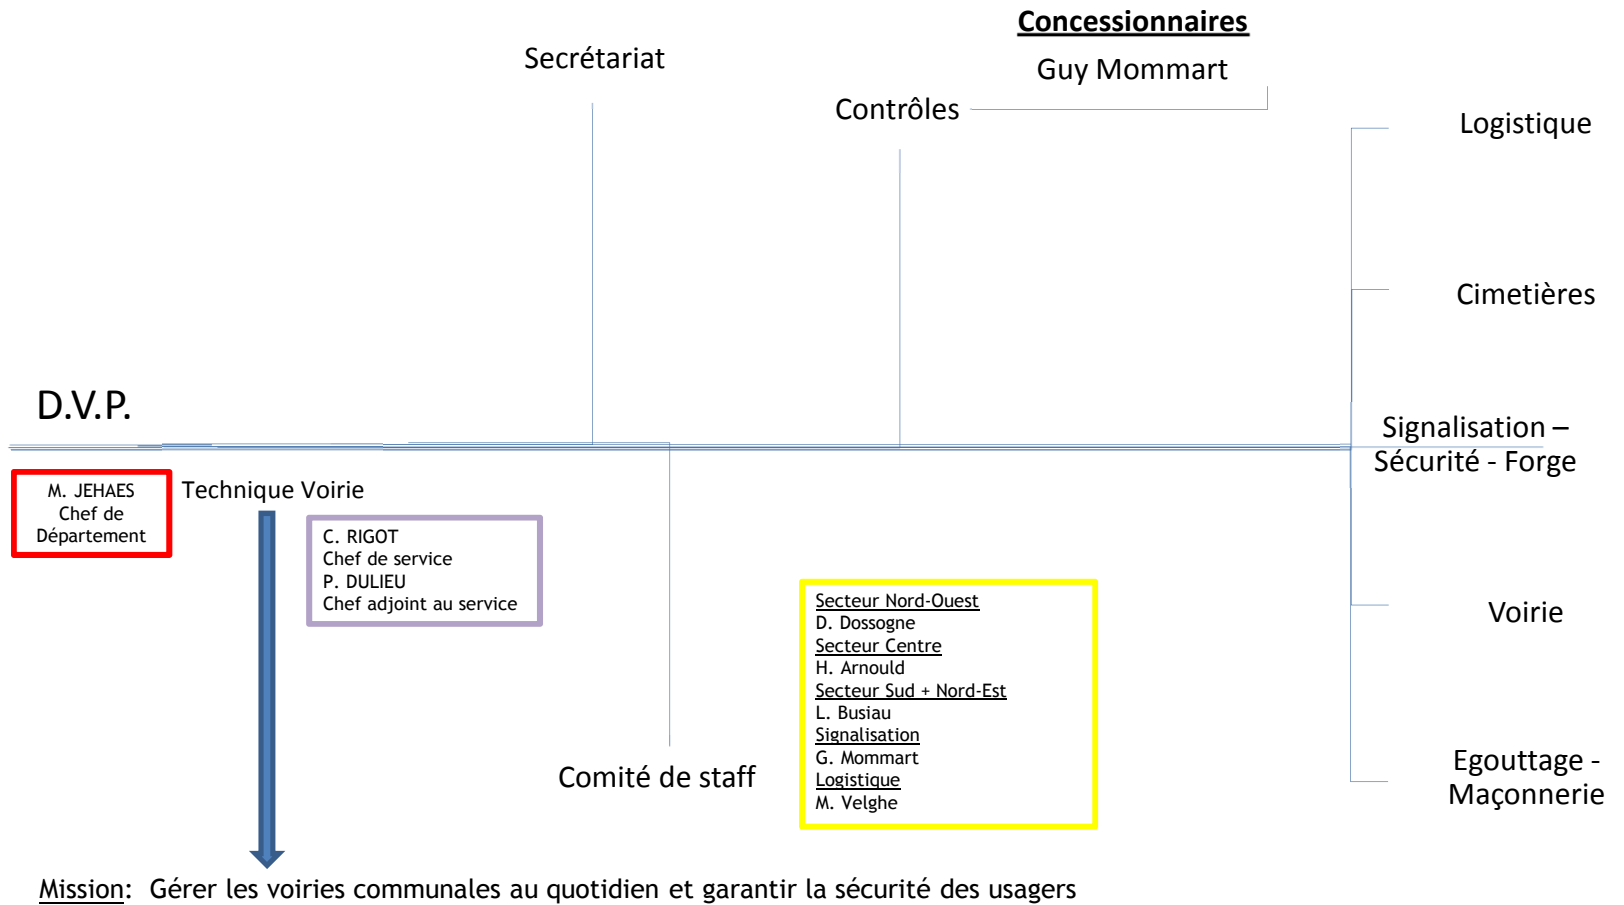 Concessionnaires
Secrétariat
Guy Mommart
Contrôles
Logistique
Cimetières
D.V.P.
Signalisation –
Sécurité - Forge
M. JEHAES
Chef de
Département
Technique Voirie
C. RIGOT
Chef de service
P. DULIEU
Chef adjoint au service
Secteur Nord-Ouest
D. Dossogne
Secteur Centre
H. Arnould
Secteur Sud + Nord-Est
L. Busiau
Signalisation
G. Mommart
Logistique
M. Velghe
Voirie
Comité de staff
Egouttage -
Maçonnerie
Mission: Gérer les voiries communales au quotidien et garantir la sécurité des usagers